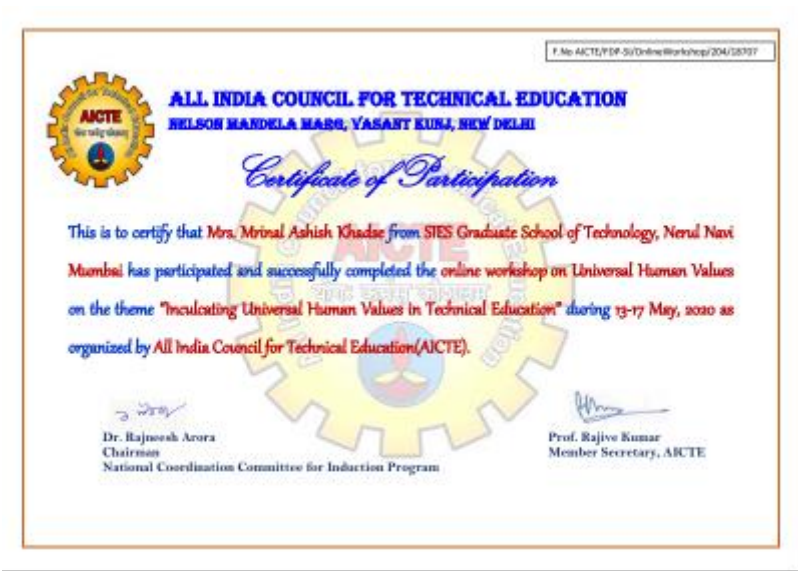 F.No AICTE/FDP-SI/OnlineWorkshop/204/18707
ALL INDIA COUNCIL FOR TECHNICAL EDUCATION
NELSON MANDELA MARG, VASANT KUNJ, NEW DELHI
AICTE
Certificate of Participation
This is to certify that Mrs. Mrinal Ashish Khadse from SIES Graduate School of Technology, Nerul Navi
Mumbai has participated and successfully completed the online workshop on Universal Human Values
on the theme "Inculcating Universal Human Values in Technical Education" during 13-17 May, 2020 as
organized by All India Council for Technical Education(AICTE).
Dr. Rajneesh Arora
Chairman
National Coordination Committee for Induction Program
Prof. Rajive Kumar
Member Secretary, AICTE